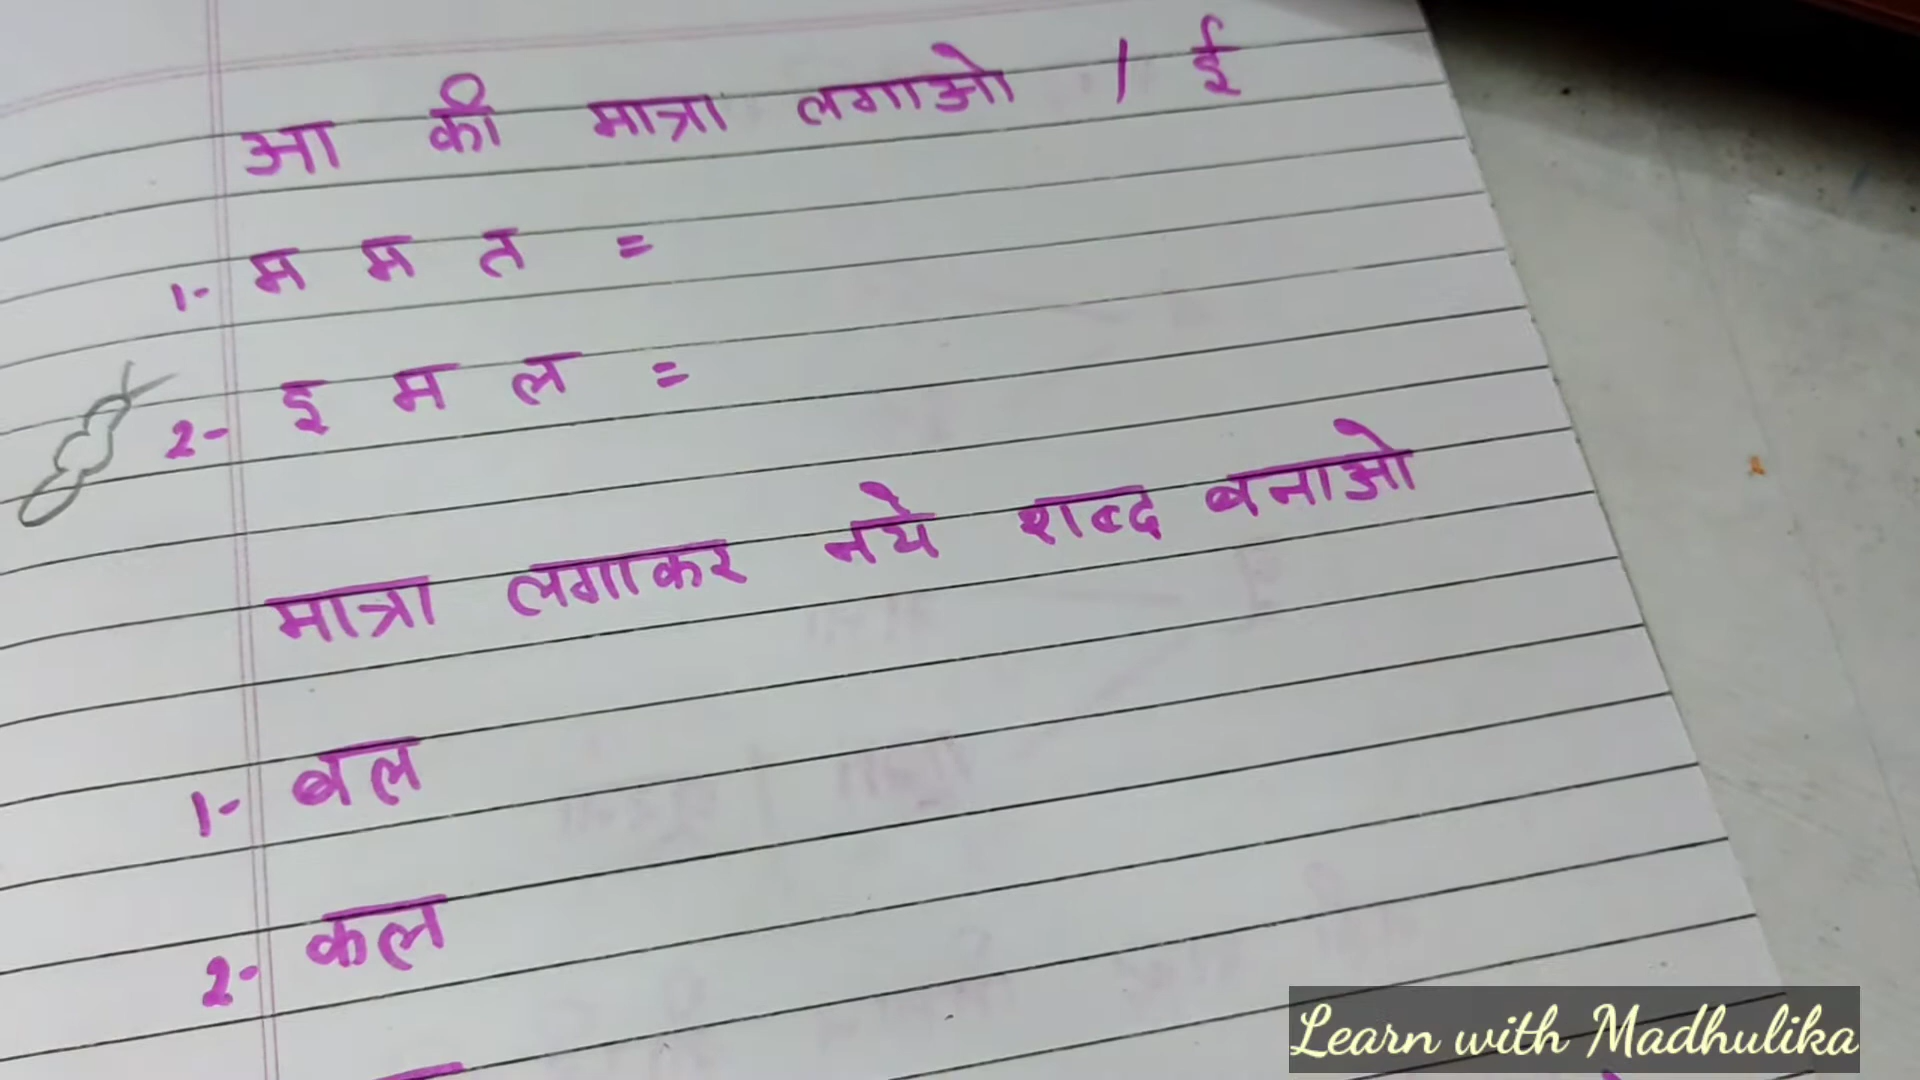 आ की मात्रा लगाओ / ई
1- म म त =
2- इ म ल =
मात्रा लगाकर नये शब्द बनाओ
1- बल
2- कल
Learn with Madhulika